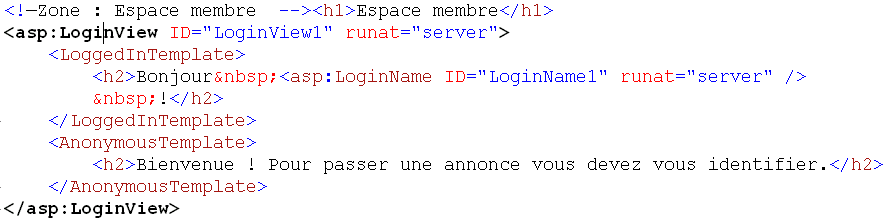 <!—Zone : Espace membre  --><h1>Espace membre</h1>
<asp:LoginView ID="LoginView1" runat="server">
    <LoggedInTemplate>
        <h2>Bonjour&nbsp;<asp:LoginName ID="LoginName1" runat="server" />
        &nbsp;!</h2>
    </LoggedInTemplate>
    <AnonymousTemplate>
        <h2>Bienvenue ! Pour passer une annonce vous devez vous identifier.</h2>
    </AnonymousTemplate>
</asp:LoginView>